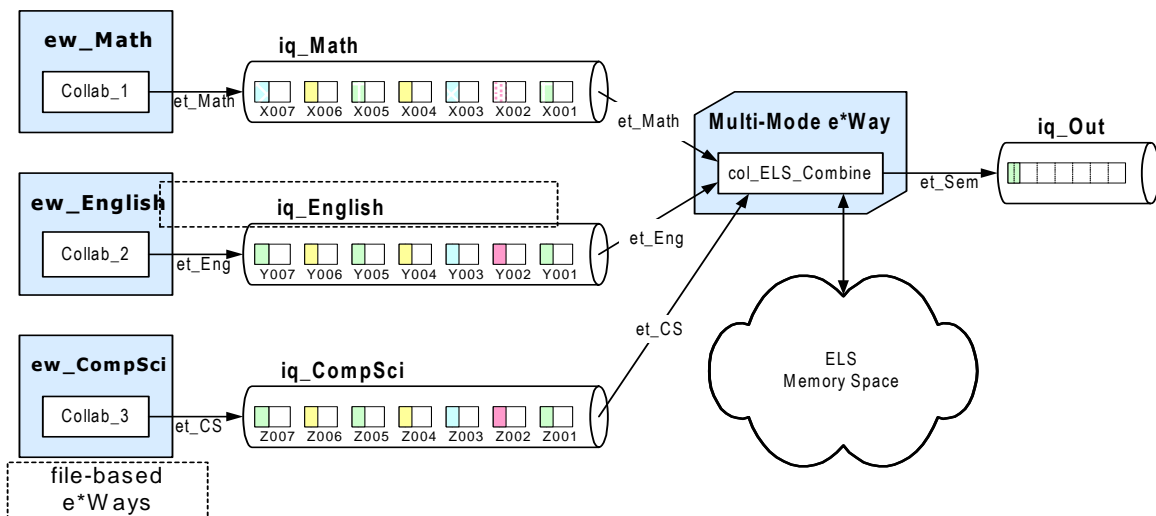 ew_Math
Collab_1
et_Math
iq_Math
X007 X006 X005 X004 X003 X002 X001
et_Math
Multi-Mode e*Way
col_ELS_Combine
et_Sem
iq_Out
ew_English
Collab_2
et_Eng
iq_English
Y007 Y006 Y005 Y004 Y003 Y002 Y001
et_Eng
ew_CompSci
Collab_3
et_CS
iq_CompSci
Z007 Z006 Z005 Z004 Z003 Z002 Z001
et_CS
ELS
Memory Space
file-based
e*Ways